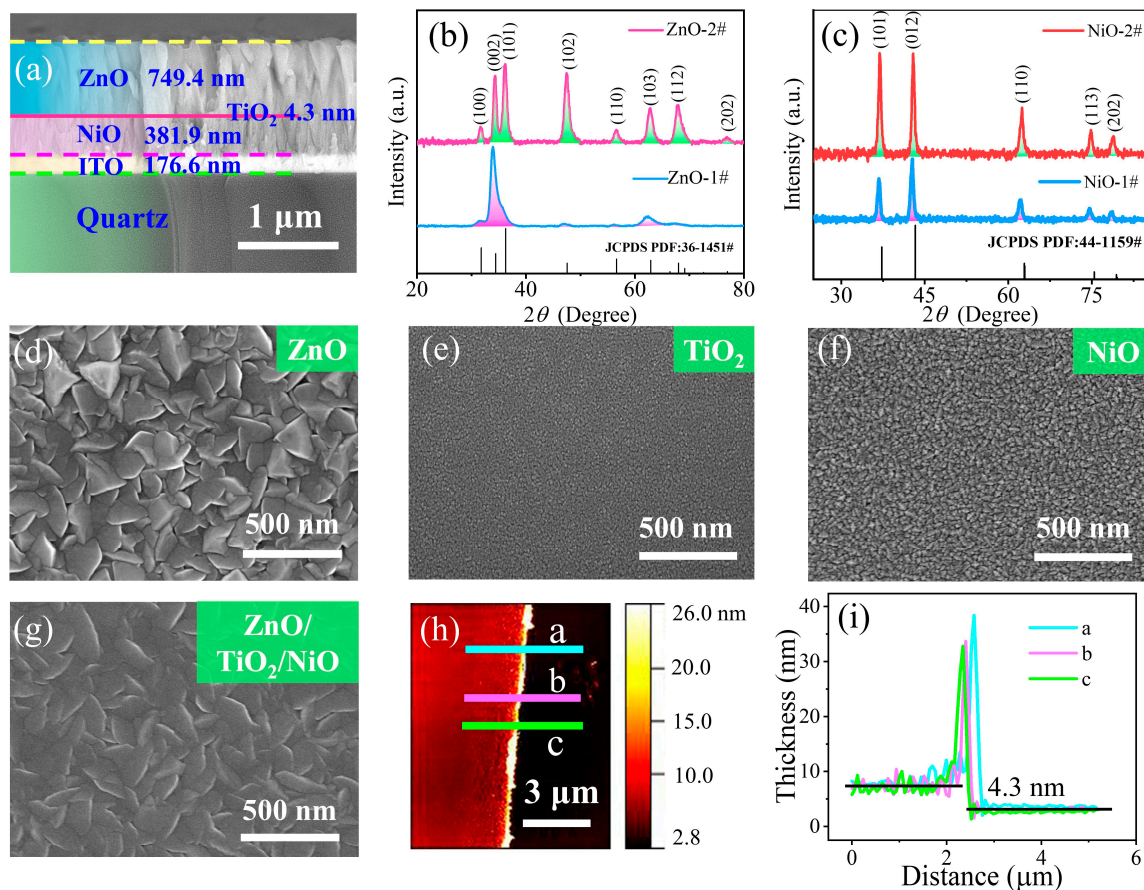 (a)
ZnO 749.4 nm
TiO₂ 4.3 nm
NiO 381.9 nm
ITO 176.6 nm
Quartz
1 μm
(b)
ZnO-2#
(100)
(002)
(101)
(102)
(110)
(103)
(112)
(202)
ZnO-1#
JCPDS PDF:36-1451#
Intensity (a.u.)
20 40 60 80
2θ (Degree)
(c)
NiO-2#
(101)
(012)
(110)
(113)
(202)
NiO-1#
JCPDS PDF:44-1159#
Intensity (a.u.)
30 45 60 75
2θ (Degree)
(d)
ZnO
500 nm
(e)
TiO₂
500 nm
(f)
NiO
500 nm
(g)
ZnO/
TiO₂/NiO
500 nm
(h)
a
b
c
3 μm
26.0 nm
20.0
15.0
10.0
2.8
(i)
a
b
c
4.3 nm
Thickness (nm)
40
30
20
10
0
0 2 4 6
Distance (μm)